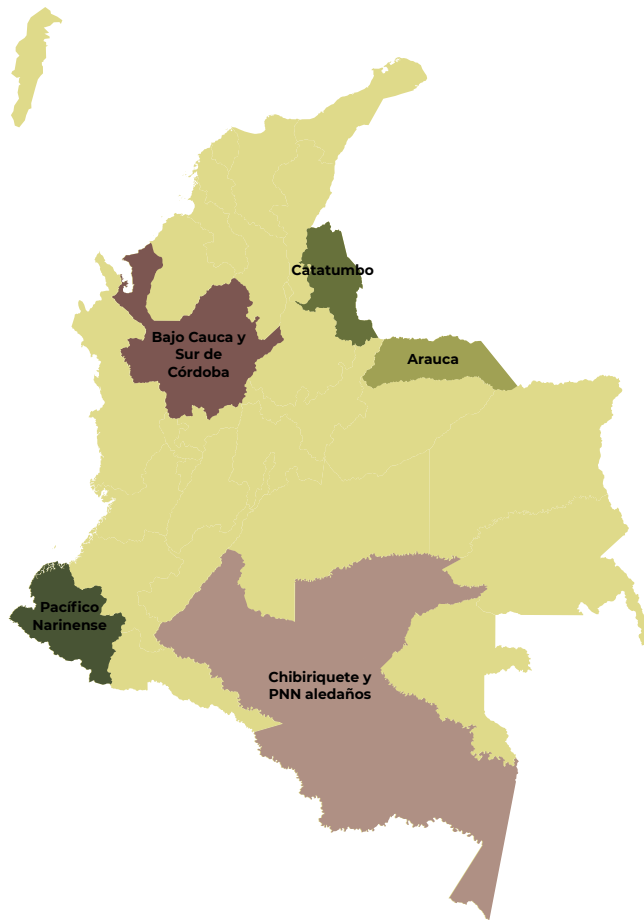 Catatumbo
Bajo Cauca y
Sur de
Córdoba
Arauca
Pacífico
Narinense
Chibiriquete y
PNN aledaños